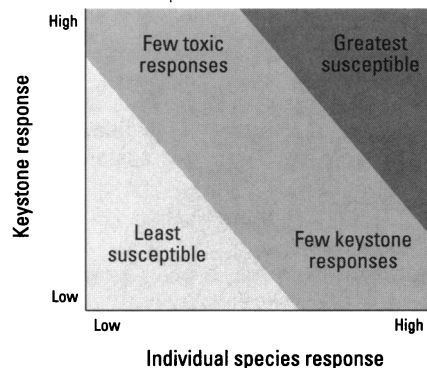 High
Few toxic
responses
Greatest
susceptible
Keystone response
Least
susceptible
Few keystone
responses
Low
Low
High
Individual species response